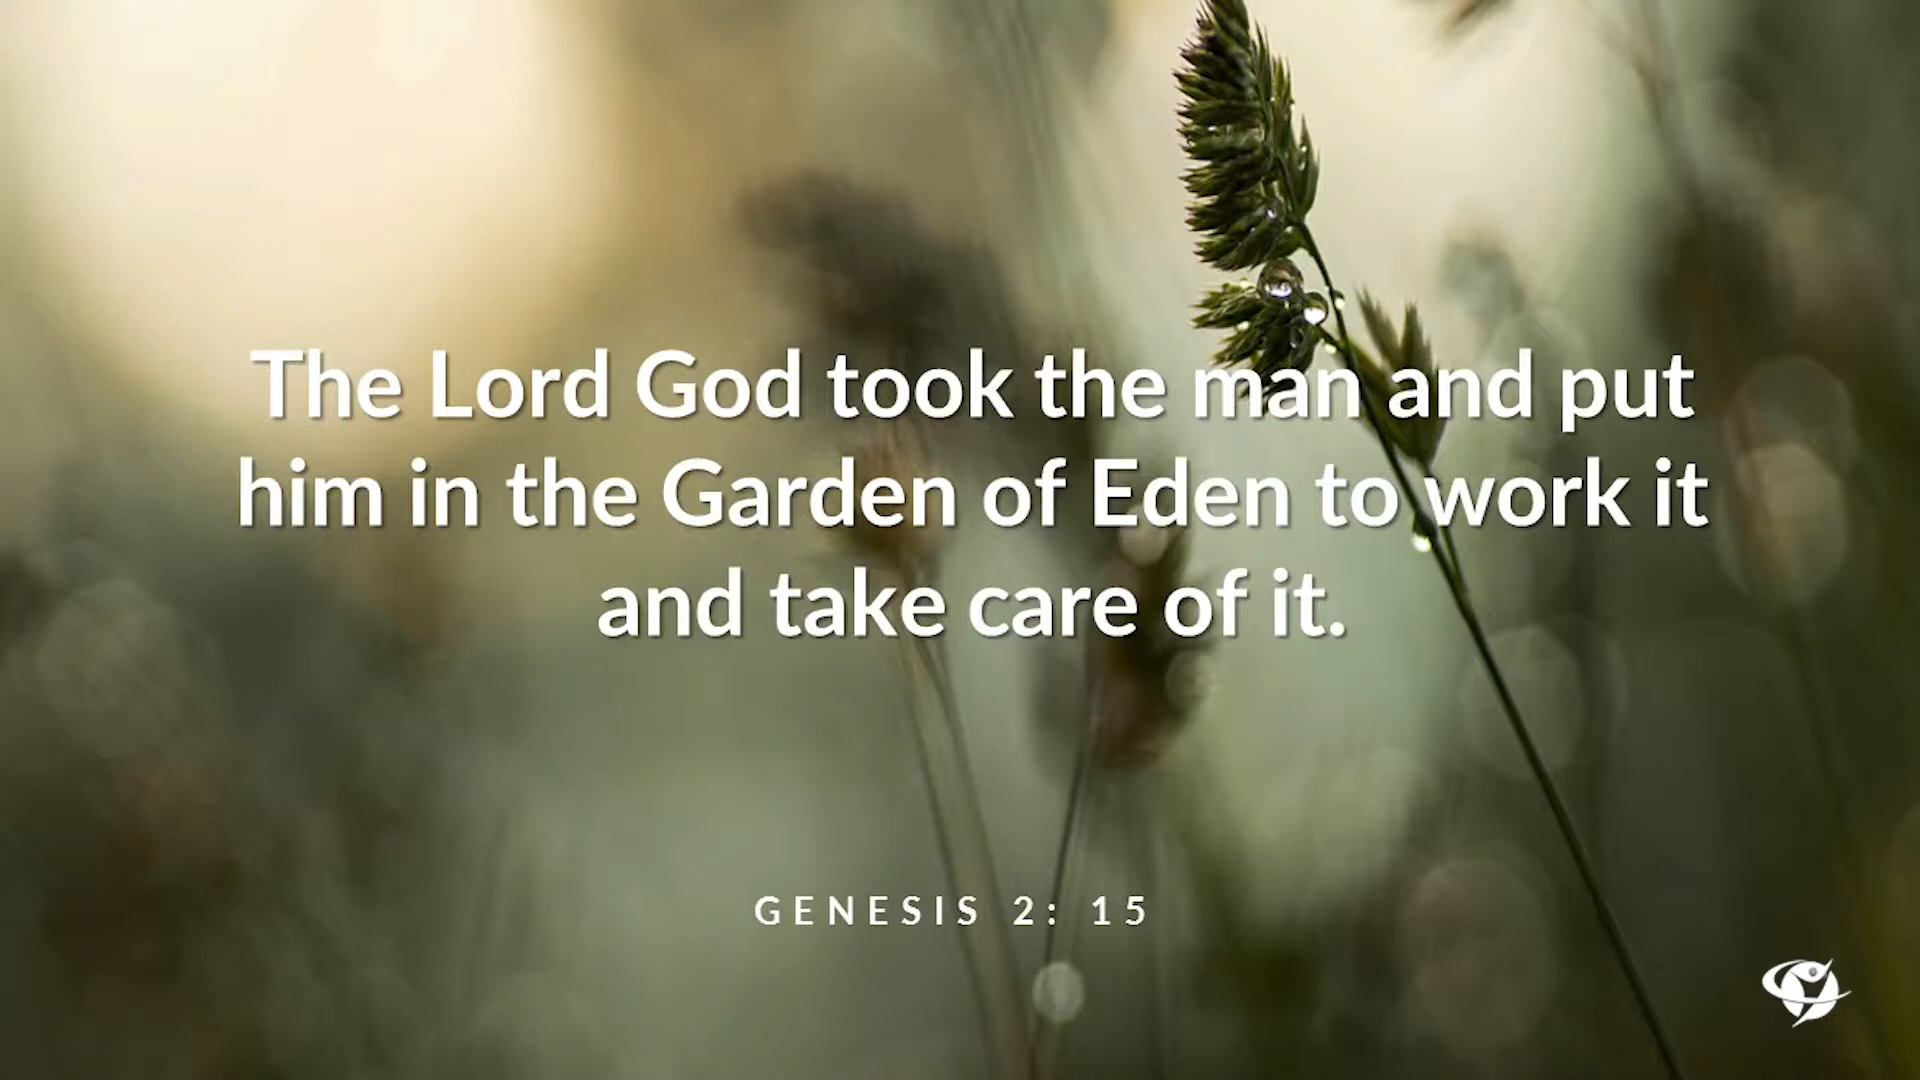 The Lord God took the man and put
him in the Garden of Eden to work it
and take care of it.
GENESIS 2: 15